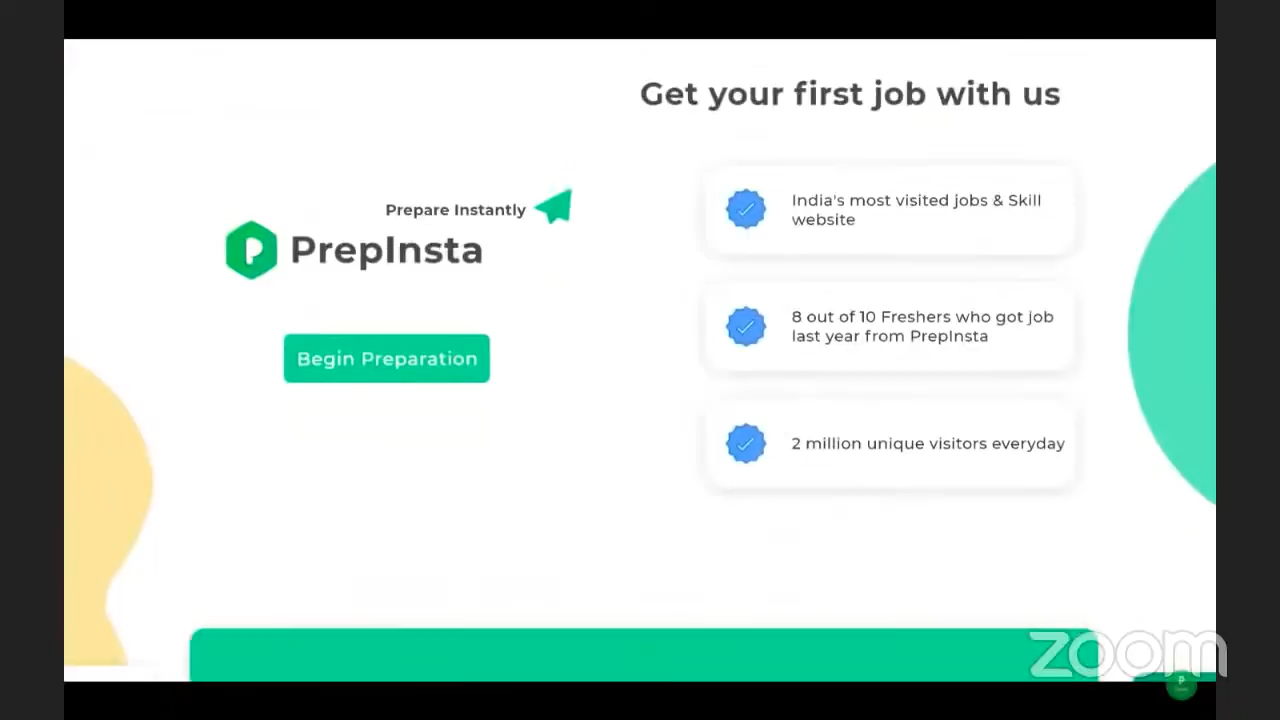 Get your first job with us
Prepare Instantly
PrepInsta
Begin Preparation
India's most visited jobs & Skill
website
8 out of 10 Freshers who got job
last year from PrepInsta
2 million unique visitors everyday
zoom